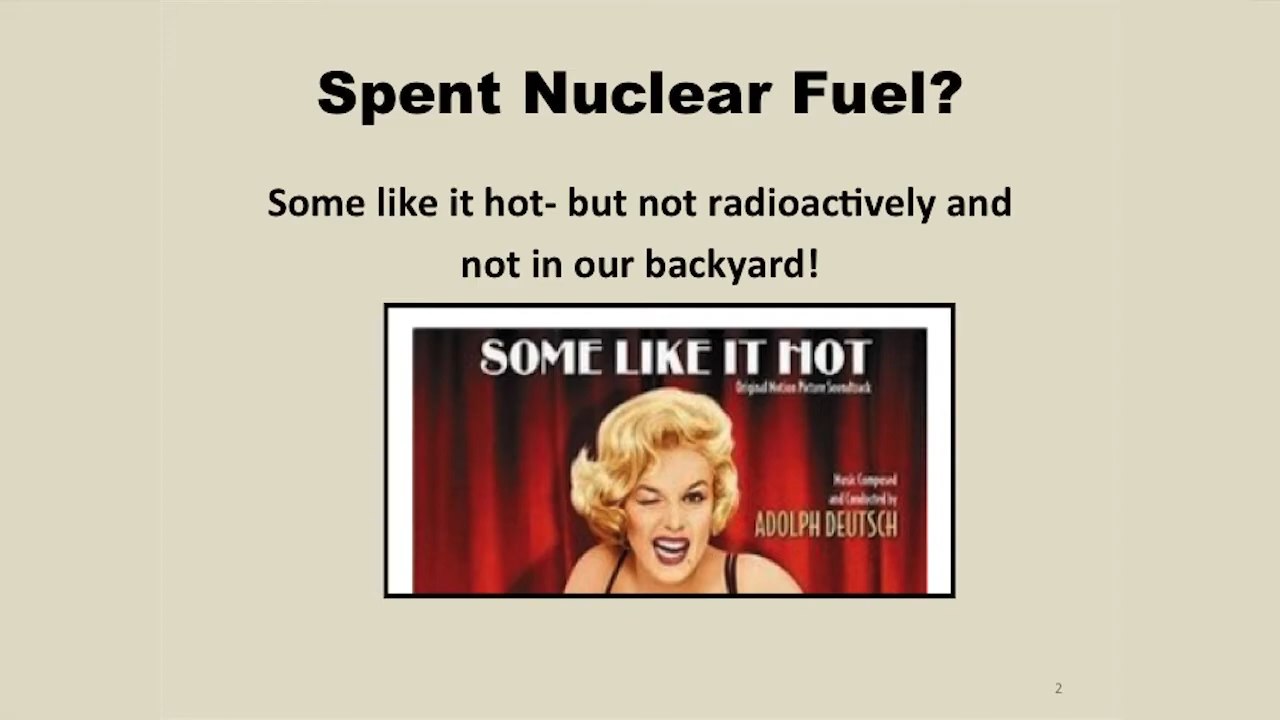 Spent Nuclear Fuel?
Some like it hot- but not radioactively and
not in our backyard!
SOME LIKE IT HOT
Original Motion Picture Soundtrack
Music Composed
and Conducted by
ADOLPH DEUTSCH
2